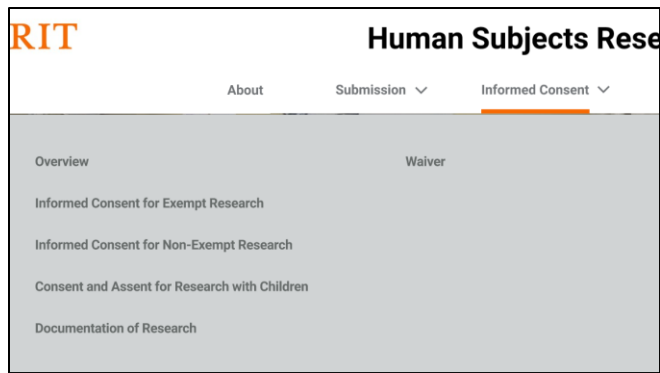 RIT
Human Subjects Rese
About
Submission
Informed Consent
Overview
Waiver
Informed Consent for Exempt Research
Informed Consent for Non-Exempt Research
Consent and Assent for Research with Children
Documentation of Research